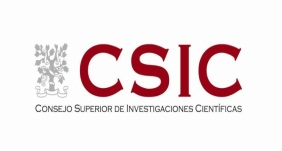 CSIC
CONSEJO SUPERIOR DE INVESTIGACIONES CIENTÍFICAS